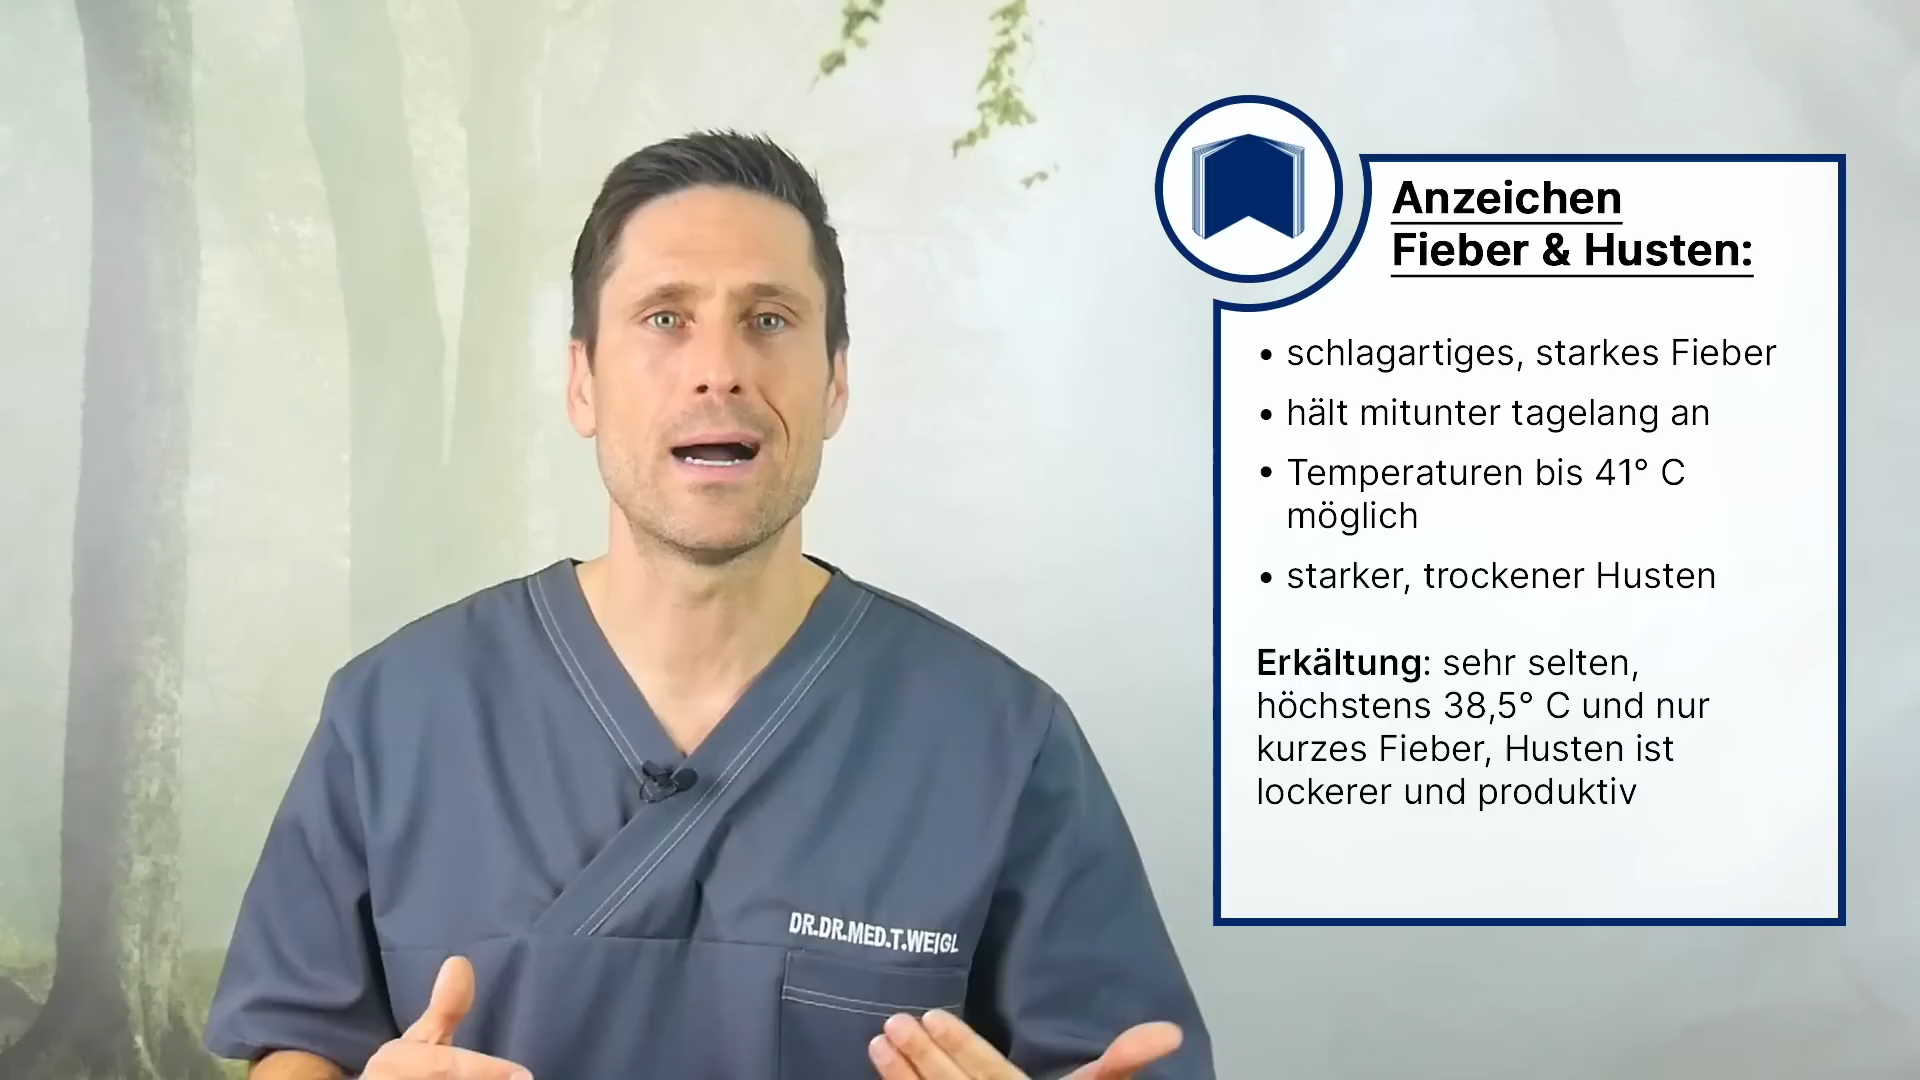 Anzeichen
Fieber & Husten:
• schlagartiges, starkes Fieber
• hält mitunter tagelang an
• Temperaturen bis 41° C
möglich
• starker, trockener Husten
Erkältung: sehr selten,
höchstens 38,5° C und nur
kurzes Fieber, Husten ist
lockerer und produktiv
DR.DR.MED.T.WEIGL